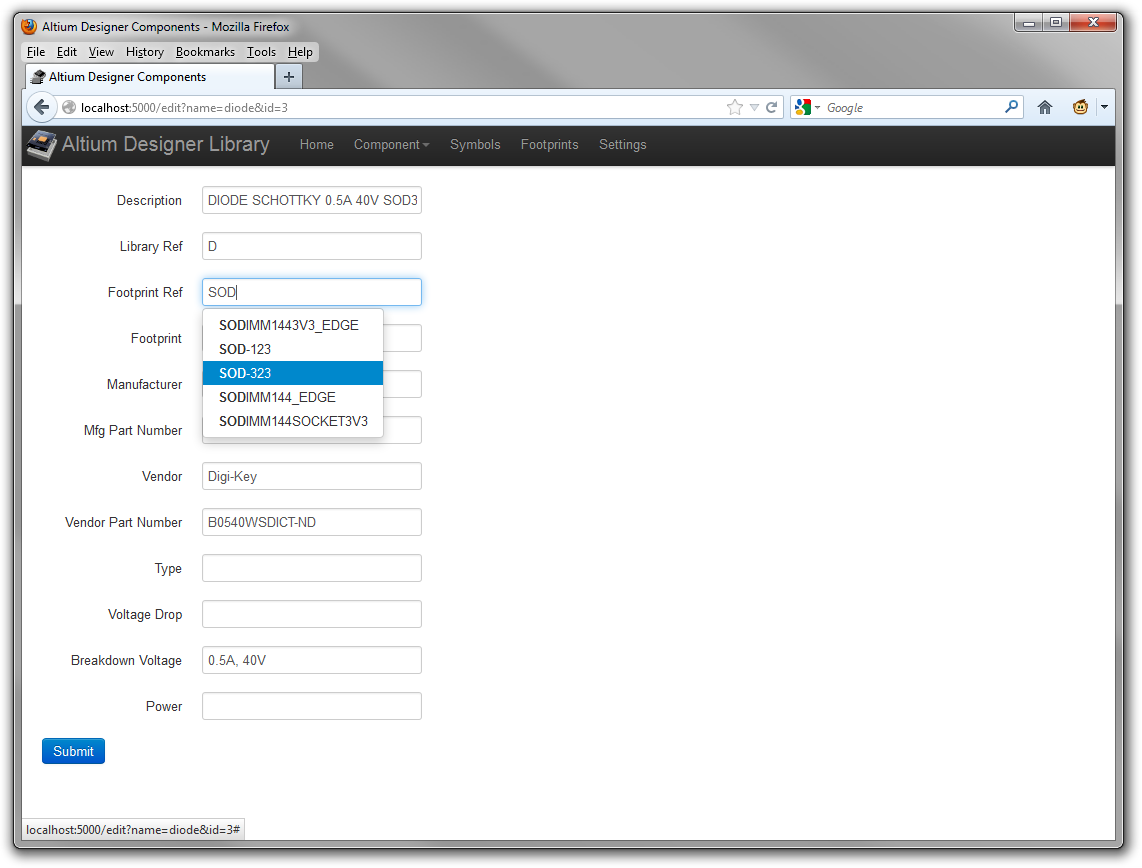 Altium Designer Components - Mozilla Firefox
File Edit View History Bookmarks Tools Help
Altium Designer Components
localhost:5000/edit?name=diode&id=3 Google
Altium Designer Library Home Component Symbols Footprints Settings
Description DIODE SCHOTTKY 0.5A 40V SOD3
Library Ref D
Footprint Ref SOD
SODIMM1443V3_EDGE
Footprint
SOD-123
SOD-323
Manufacturer
SODIMM144_EDGE
SODIMM144SOCKET3V3
Mfg Part Number
Vendor Digi-Key
Vendor Part Number B0540WSDICT-ND
Type
Voltage Drop
Breakdown Voltage 0.5A, 40V
Power
Submit
localhost:5000/edit?name=diode&id=3#